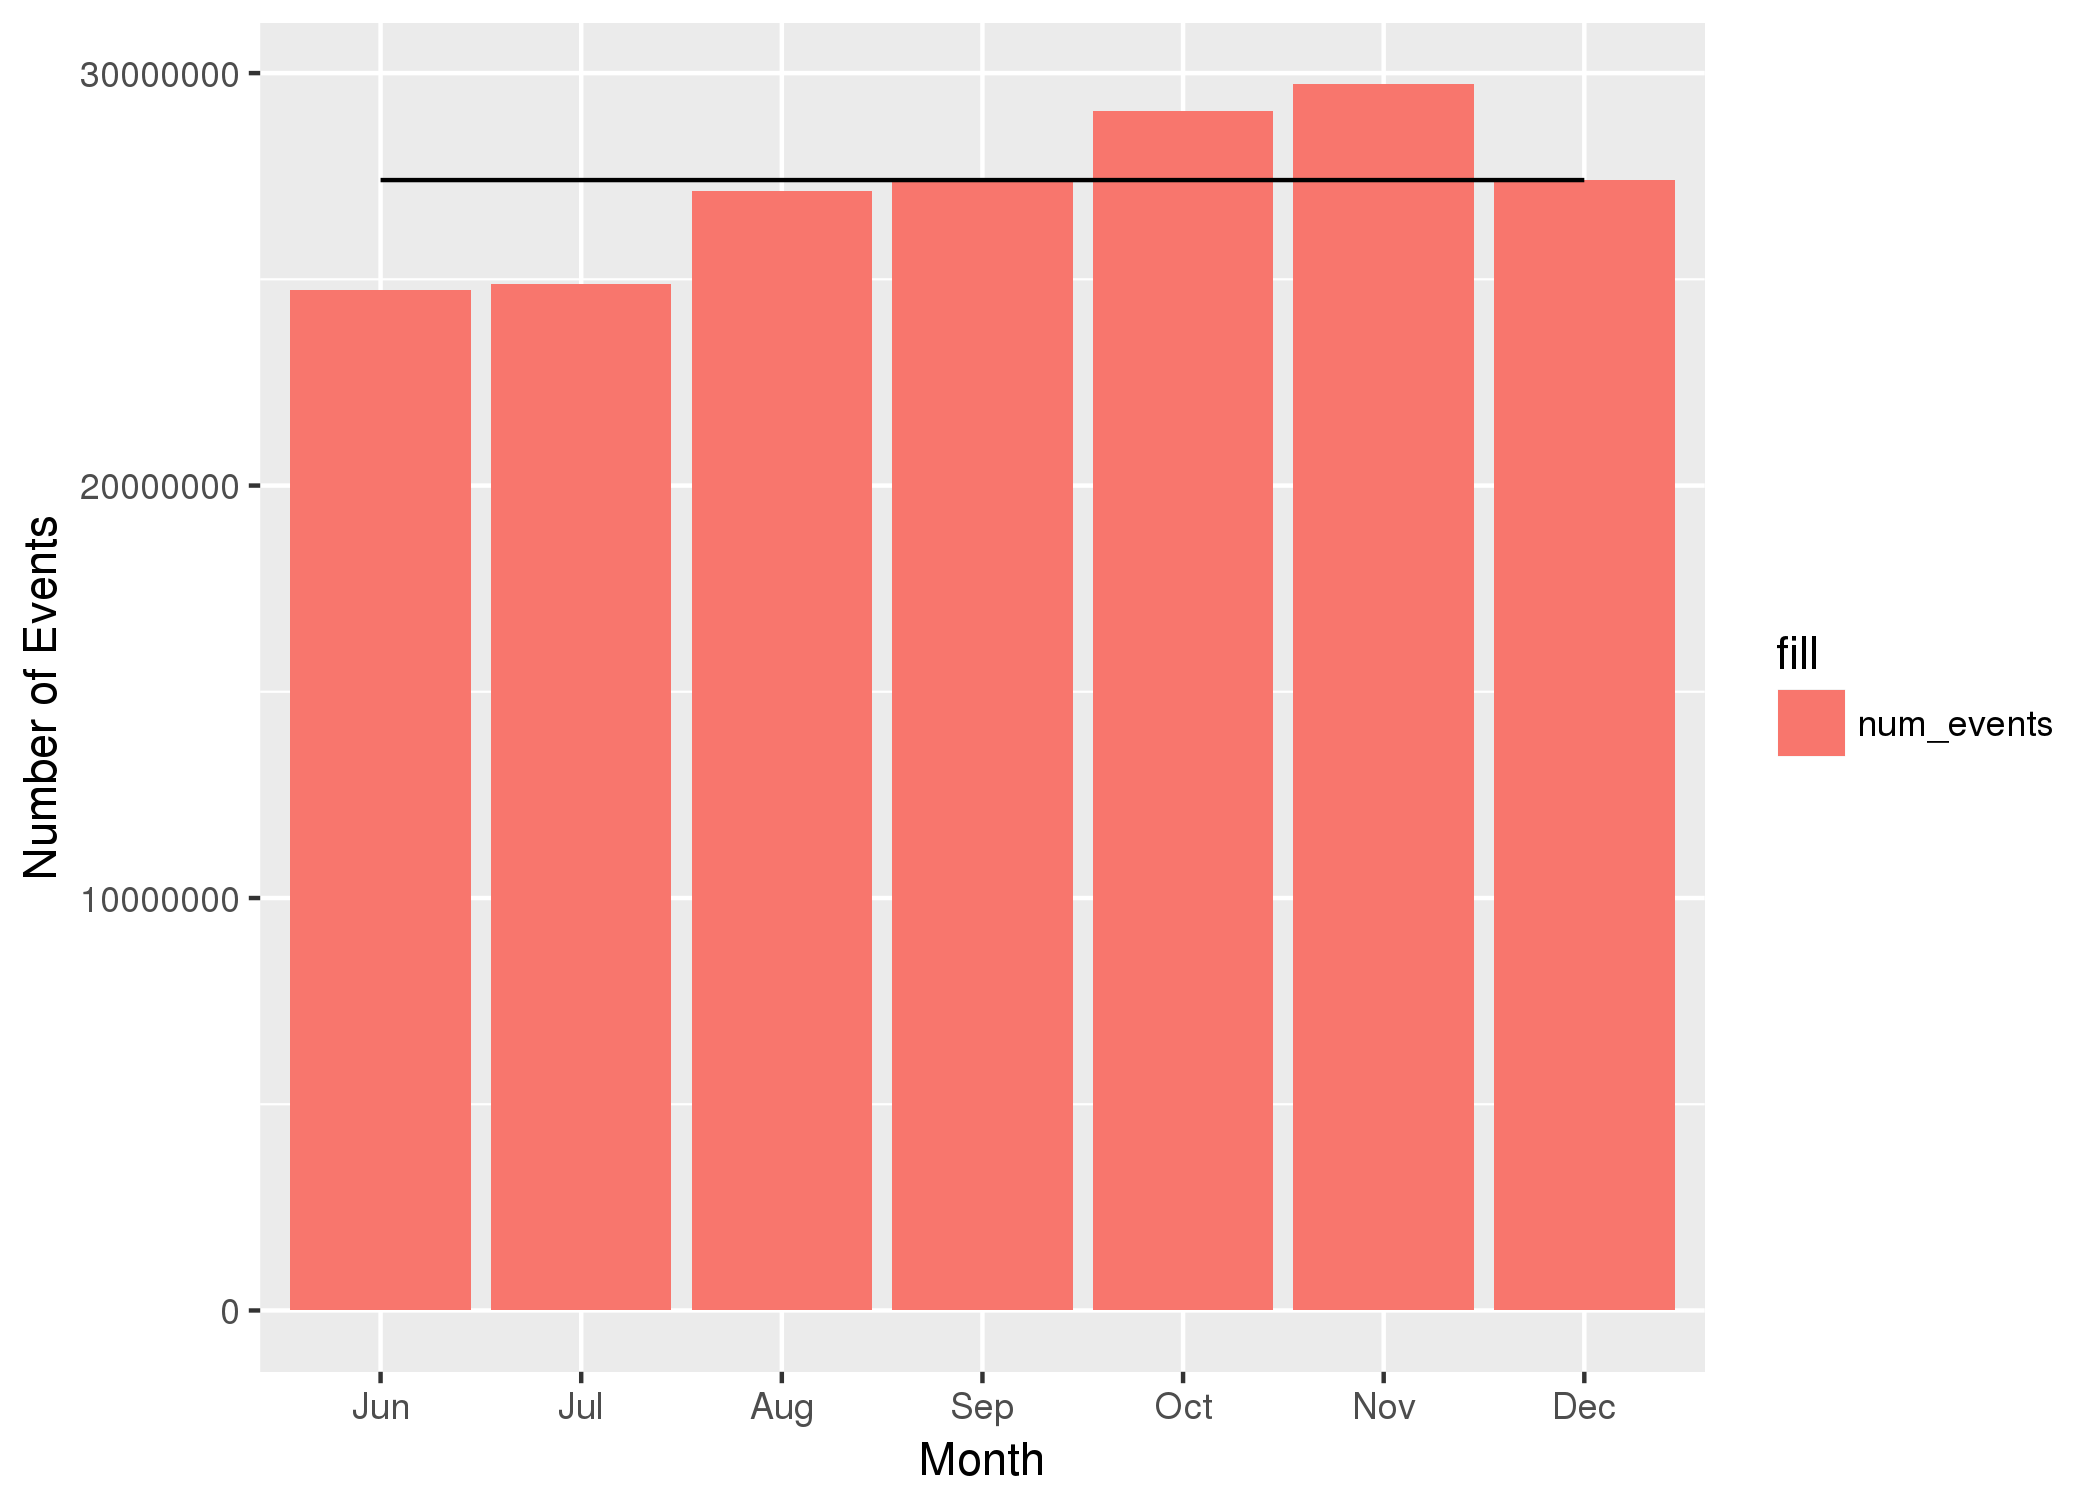 30000000
20000000
10000000
0
Number of Events
Jun Jul Aug Sep Oct Nov Dec
Month
fill
num_events